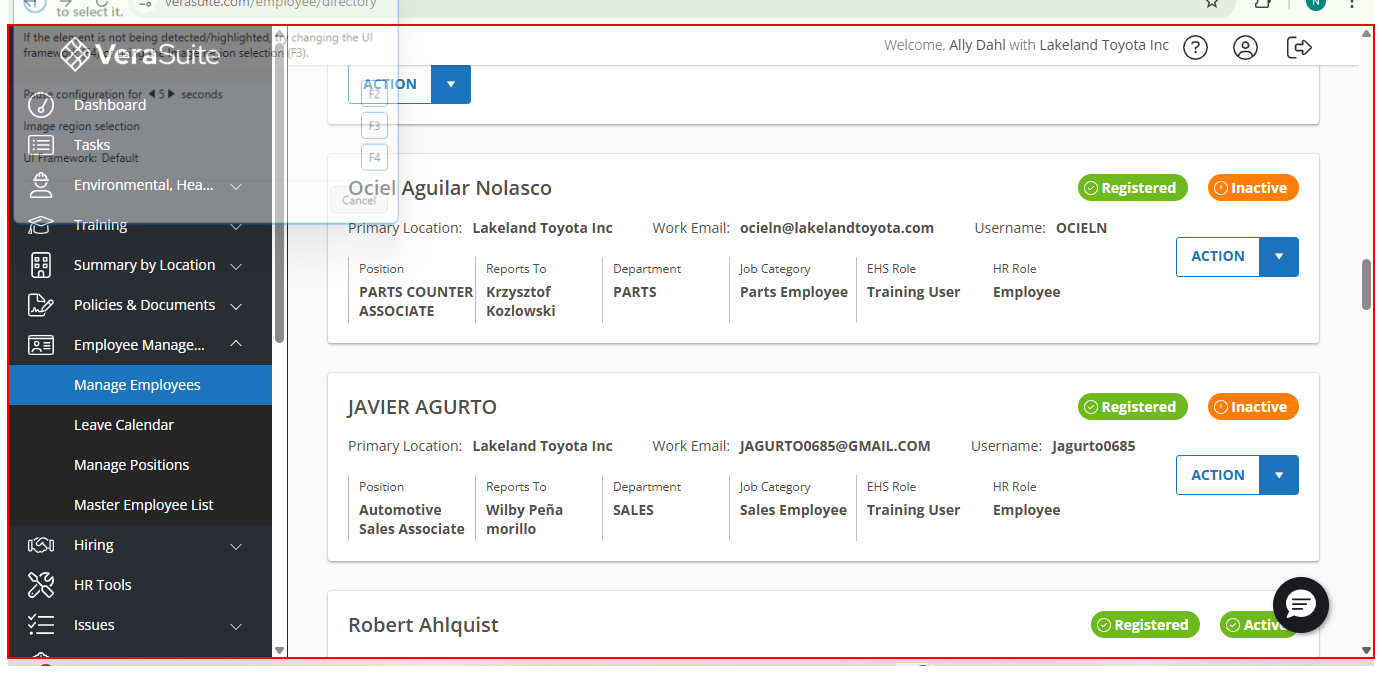 to select it.
verasuite.com/employee/directory
N
If the element is not being detected/highlighted, try changing the UI
framework (F4) or using the image region selection (F3).
VeraSuite
Welcome, Ally Dahl with Lakeland Toyota Inc
?
Pause configuration for 5 seconds
F2
Image region selection
F3
UI Framework: Default
F4
Cancel
Dashboard
Tasks
Environmental, Hea...
Training
Summary by Location
Policies & Documents
Employee Manage...
Manage Employees
Leave Calendar
Manage Positions
Master Employee List
Hiring
HR Tools
Issues
ACTION
Ociel Aguilar Nolasco
Registered
Inactive
Primary Location: Lakeland Toyota Inc Work Email: ocieln@lakelandtoyota.com Username: OCIELN
ACTION
Position Reports To Department Job Category EHS Role HR Role
PARTS COUNTER Krzysztof PARTS Parts Employee Training User Employee
ASSOCIATE Kozlowski
JAVIER AGURTO
Registered
Inactive
Primary Location: Lakeland Toyota Inc Work Email: JAGURTO0685@GMAIL.COM Username: Jagurto0685
ACTION
Position Reports To Department Job Category EHS Role HR Role
Automotive Wilby Peña SALES Sales Employee Training User Employee
Sales Associate morillo
Robert Ahlquist
Registered
Active